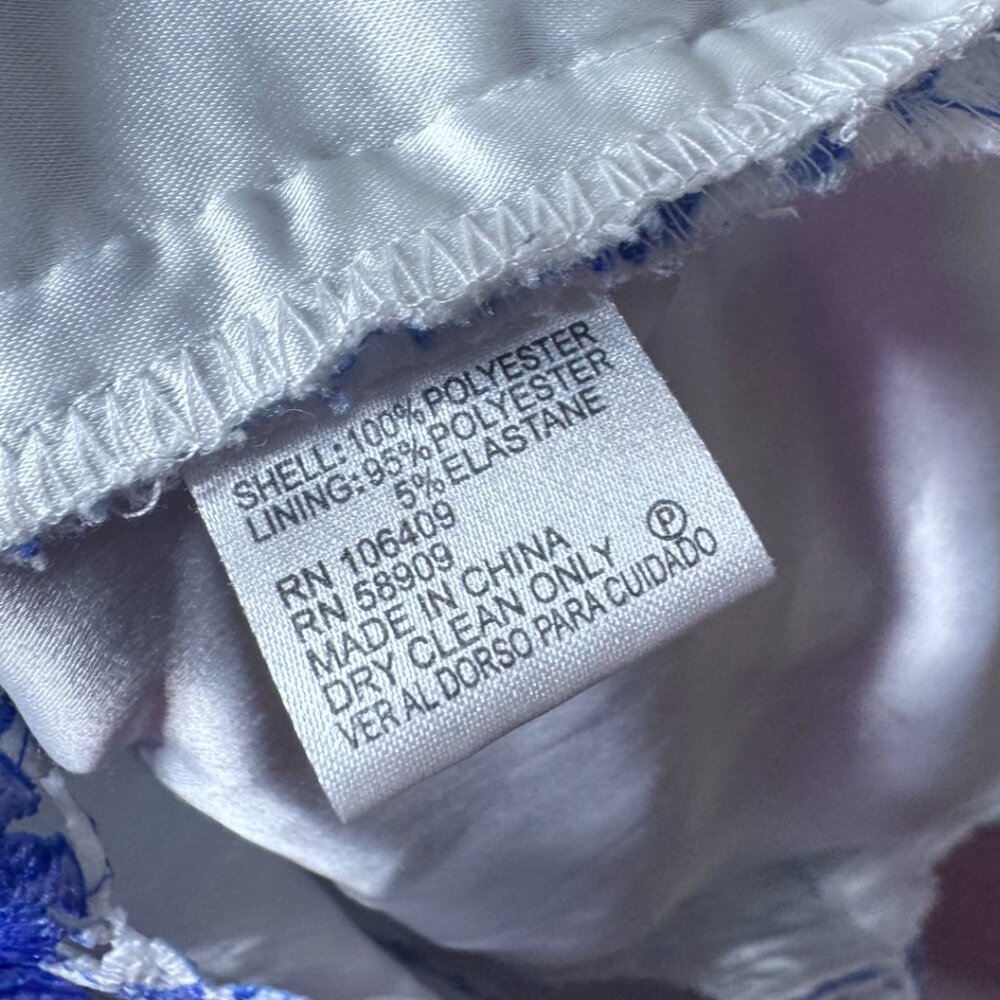 SHELL: 100% POLYESTER
LINING: 95% POLYESTER
5% ELASTANE
RN 106409
RN 58909
MADE IN CHINA
DRY CLEAN ONLY Ⓟ
VER AL DORSO PARA CUIDADO